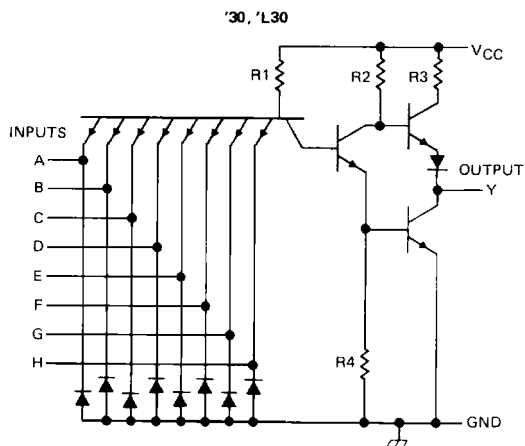 '30, 'L30
VCC
R1
R2
R3
INPUTS
A
OUTPUT
B
Y
C
D
E
F
G
H
R4
GND